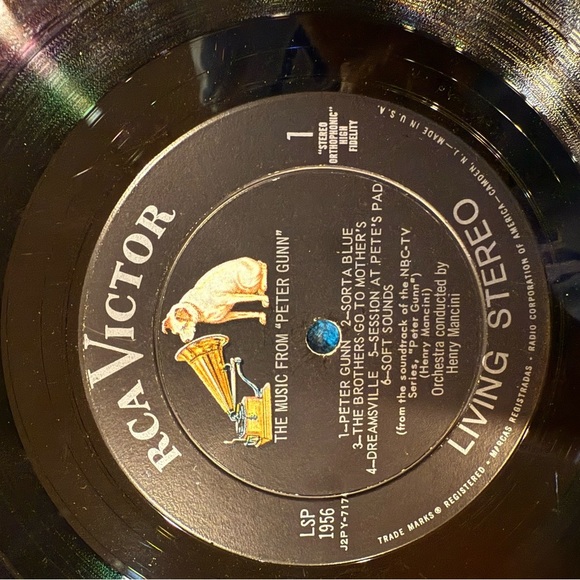 RCA VICTOR
THE MUSIC FROM "PETER GUNN"
LSP
1956
J2PY-717
1
"STEREO
ORTHOPHONIC"
HIGH
FIDELITY
1–PETER GUNN 2–SORTA BLUE
3–THE BROTHERS GO TO MOTHER'S
4–DREAMSVILLE 5–SESSION AT PETE'S PAD
6–SOFT SOUNDS
(from the soundtrack of the NBC-TV
Series, "Peter Gunn")
(Henry Mancini)
Orchestra conducted by
Henry Mancini
LIVING STEREO
TRADE MARKS ® REGISTERED • MARCAS REGISTRADAS • RADIO CORPORATION OF AMERICA–CAMDEN, N.J.–MADE IN U.S.A.